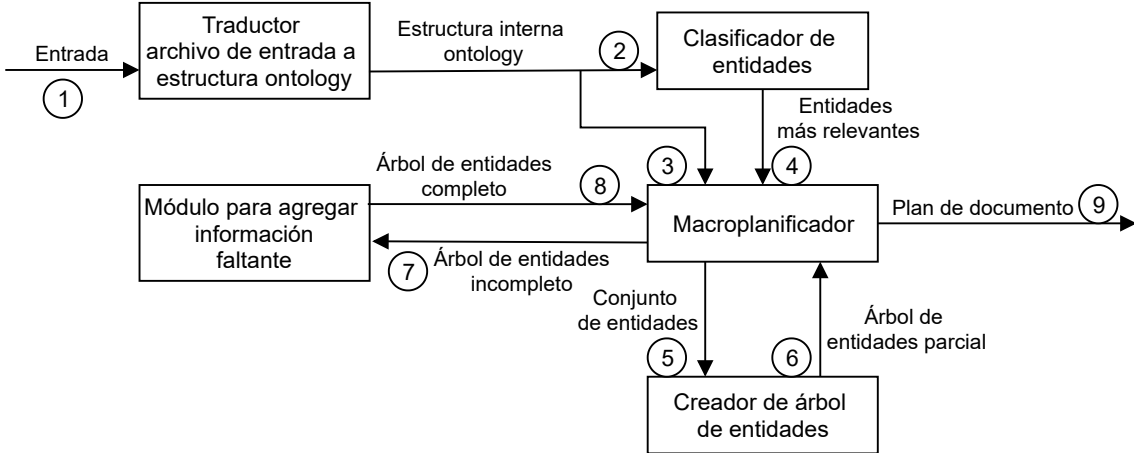 Entrada
1
Traductor
archivo de entrada a
estructura ontology
Estructura interna
ontology
2
Clasificador de
entidades
Entidades
más relevantes
3
4
Árbol de entidades
completo
8
Módulo para agregar
información
faltante
Macroplanificador
Plan de documento
9
7
Árbol de entidades
incompleto
Conjunto
de entidades
5
6
Árbol de
entidades parcial
Creador de árbol
de entidades